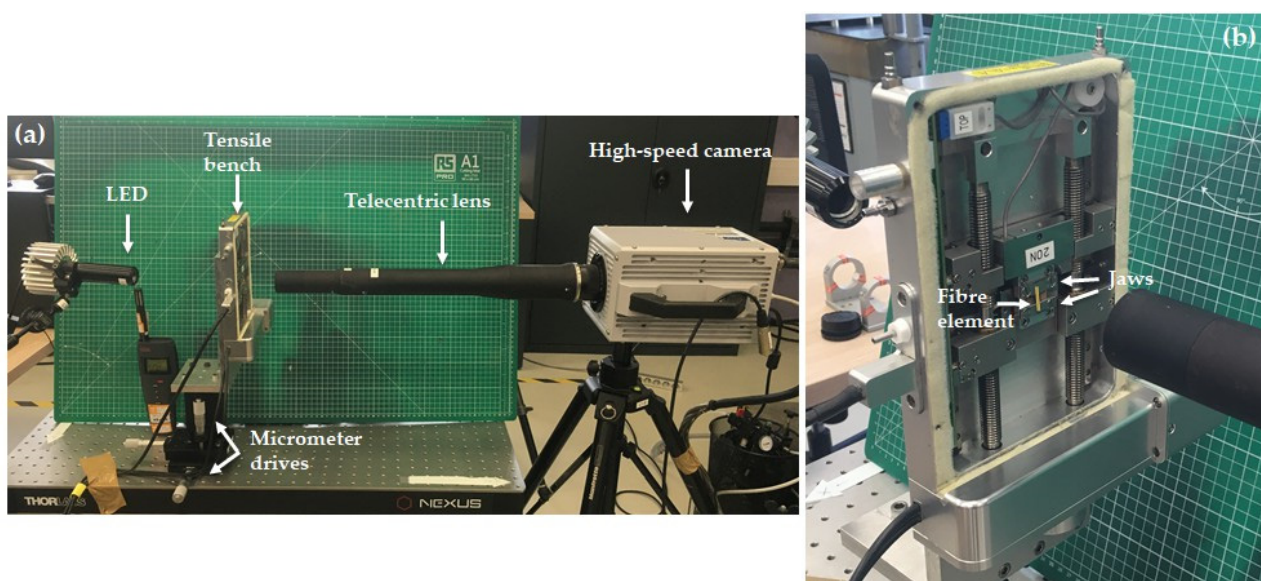 (a)
Tensile
bench
LED
High-speed camera
Telecentric lens
RS
PRO
A1
Micrometer
drives
THORLABS
NEXUS
(b)
20N
Jaws
Fibre
element